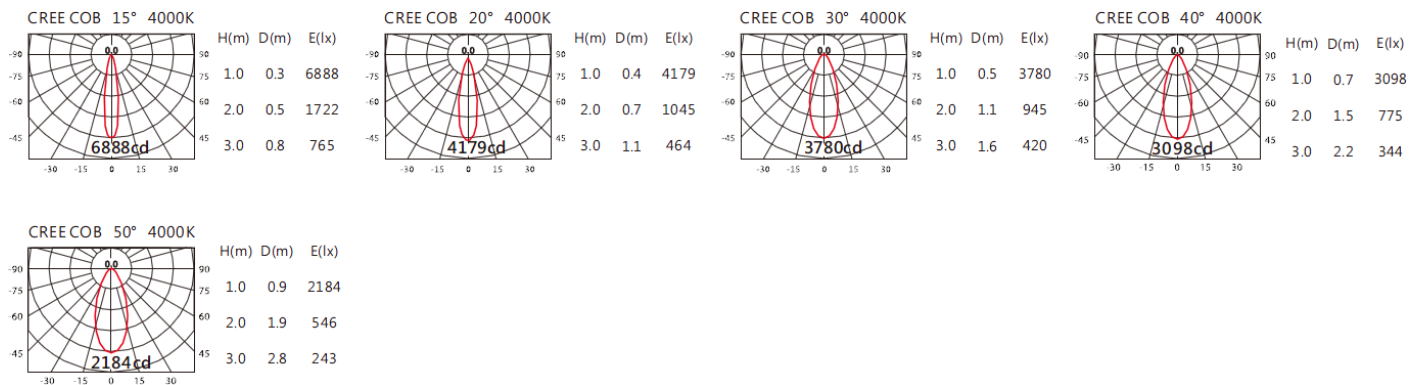 CREE COB 15° 4000K
H(m) D(m) E(lx)
0.0
-90 90
-75 75
-60 60
-45 45
1.0 0.3 6888
2.0 0.5 1722
3.0 0.8 765
6888cd
-30 -15 0 15 30
CREE COB 20° 4000K
H(m) D(m) E(lx)
0.0
-90 90
-75 75
-60 60
-45 45
1.0 0.4 4179
2.0 0.7 1045
3.0 1.1 464
4179cd
-30 -15 0 15 30
CREE COB 30° 4000K
H(m) D(m) E(lx)
0.0
-90 90
-75 75
-60 60
-45 45
1.0 0.5 3780
2.0 1.1 945
3.0 1.6 420
3780cd
-30 -15 0 15 30
CREE COB 40° 4000K
H(m) D(m) E(lx)
0.0
-90 90
-75 75
-60 60
-45 45
1.0 0.7 3098
2.0 1.5 775
3.0 2.2 344
3098cd
-30 -15 0 15 30
CREE COB 50° 4000K
H(m) D(m) E(lx)
0.0
-90 90
-75 75
-60 60
45 45
1.0 0.9 2184
2.0 1.9 546
3.0 2.8 243
2184cd
-30 -15 0 15 30